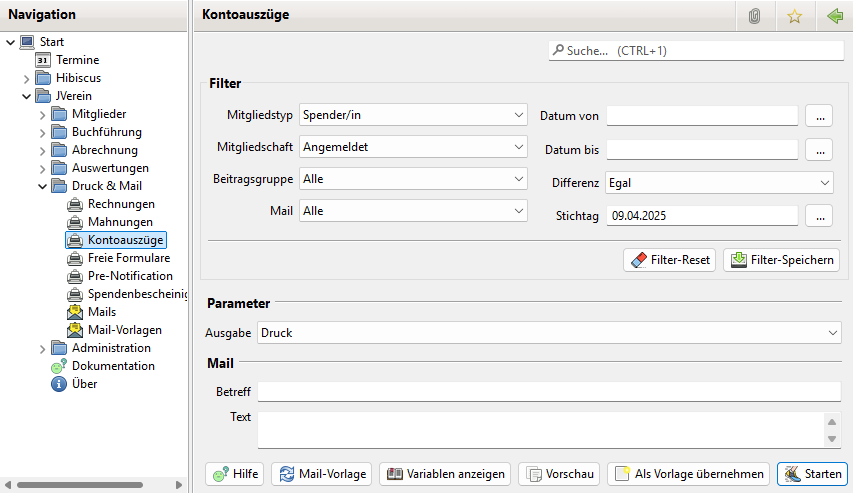 Navigation
Start
31 Termine
Hibiscus
JVerein
Mitglieder
Buchführung
Abrechnung
Auswertungen
Druck & Mail
Rechnungen
Mahnungen
Kontoauszüge
Freie Formulare
Pre-Notification
Spendenbescheinig
Mails
Mail-Vorlagen
Administration
Dokumentation
Über
Kontoauszüge
Suche... (CTRL+1)
Filter
Mitgliedstyp Spender/in Datum von ...
Mitgliedschaft Angemeldet Datum bis ...
Beitragsgruppe Alle Differenz Egal
Mail Alle Stichtag 09.04.2025 ...
Filter-Reset Filter-Speichern
Parameter
Ausgabe Druck
Mail
Betreff
Text
Hilfe Mail-Vorlage Variablen anzeigen Vorschau Als Vorlage übernehmen Starten